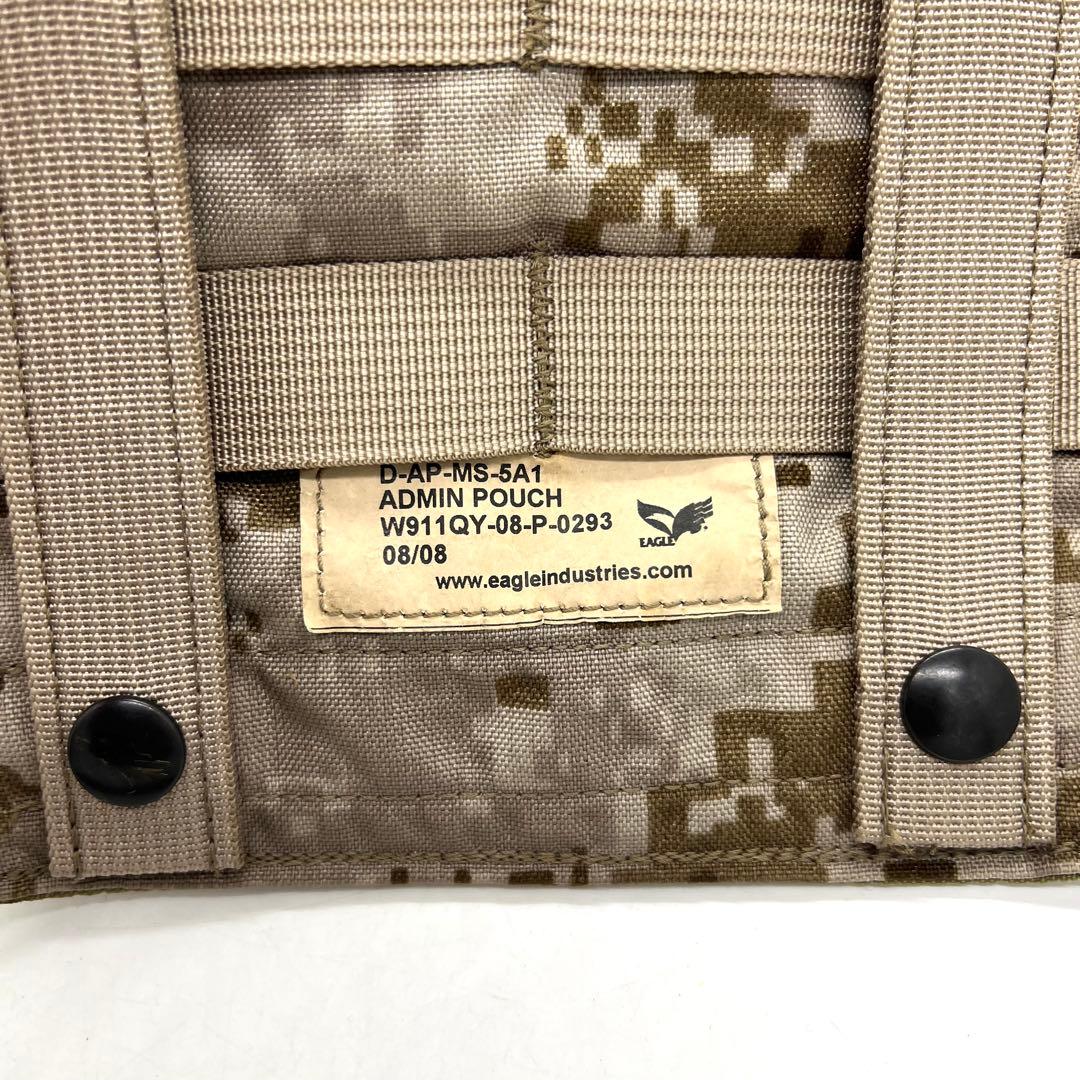 D-AP-MS-5A1
ADMIN POUCH
W911QY-08-P-0293
08/08
EAGLE
www.eagleindustries.com